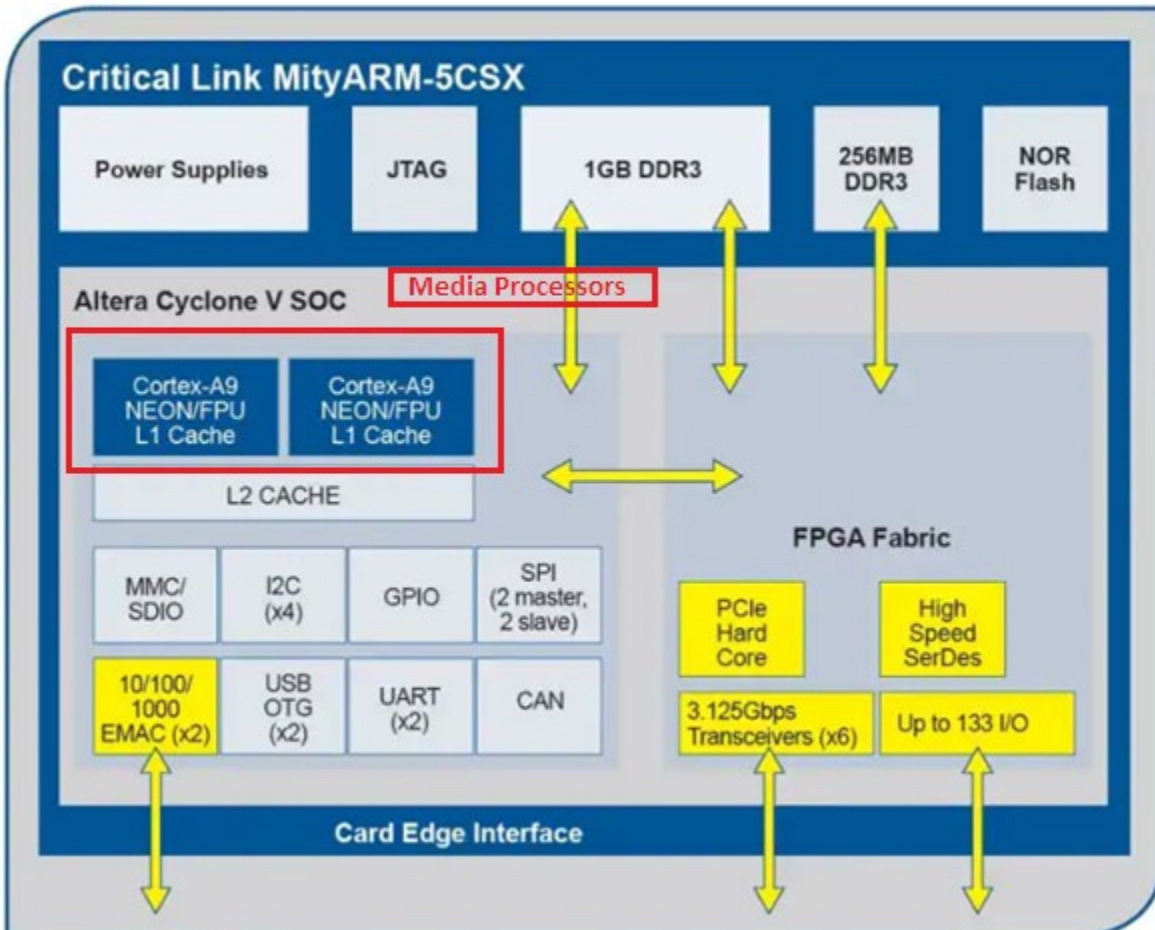 Critical Link MityARM-5CSX
Power Supplies
JTAG
1GB DDR3
256MB
DDR3
NOR
Flash
Media Processors
Altera Cyclone V SOC
Cortex-A9
NEON/FPU
L1 Cache
Cortex-A9
NEON/FPU
L1 Cache
L2 CACHE
MMC/
SDIO
I2C
(x4)
GPIO
SPI
(2 master,
2 slave)
10/100/
1000
EMAC (x2)
USB
OTG
(x2)
UART
(x2)
CAN
FPGA Fabric
PCIe
Hard
Core
High
Speed
SerDes
3.125Gbps
Transceivers (x6)
Up to 133 I/O
Card Edge Interface